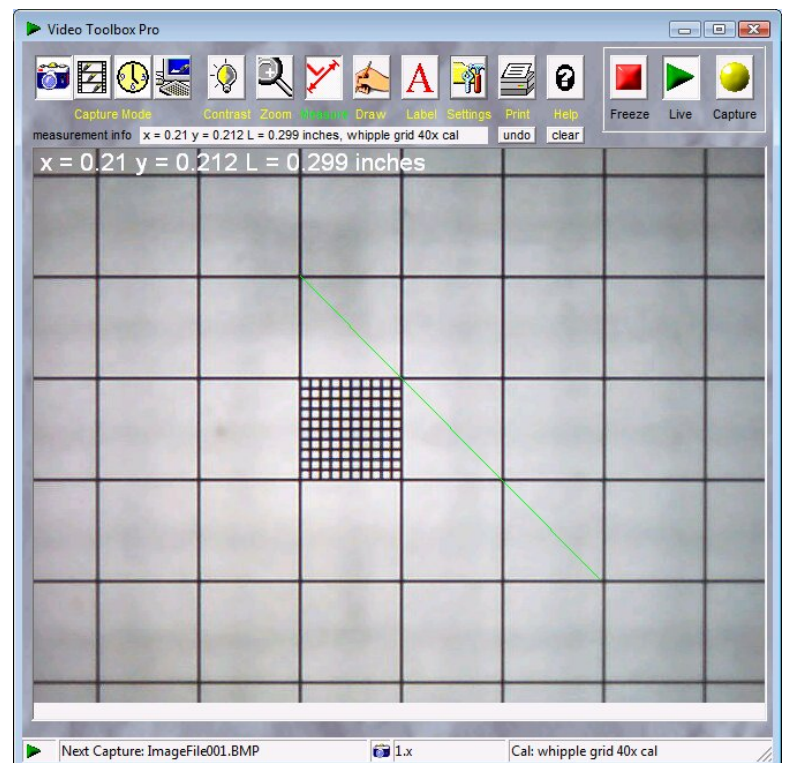 Video Toolbox Pro
A
Capture Mode Contrast Zoom Measure Draw Label Settings Print Help Freeze Live Capture
measurement info x = 0.21 y = 0.212 L = 0.299 inches, whipple grid 40x cal undo clear
x = 0.21 y = 0.212 L = 0.299 inches
Next Capture: ImageFile001.BMP 1.x Cal: whipple grid 40x cal